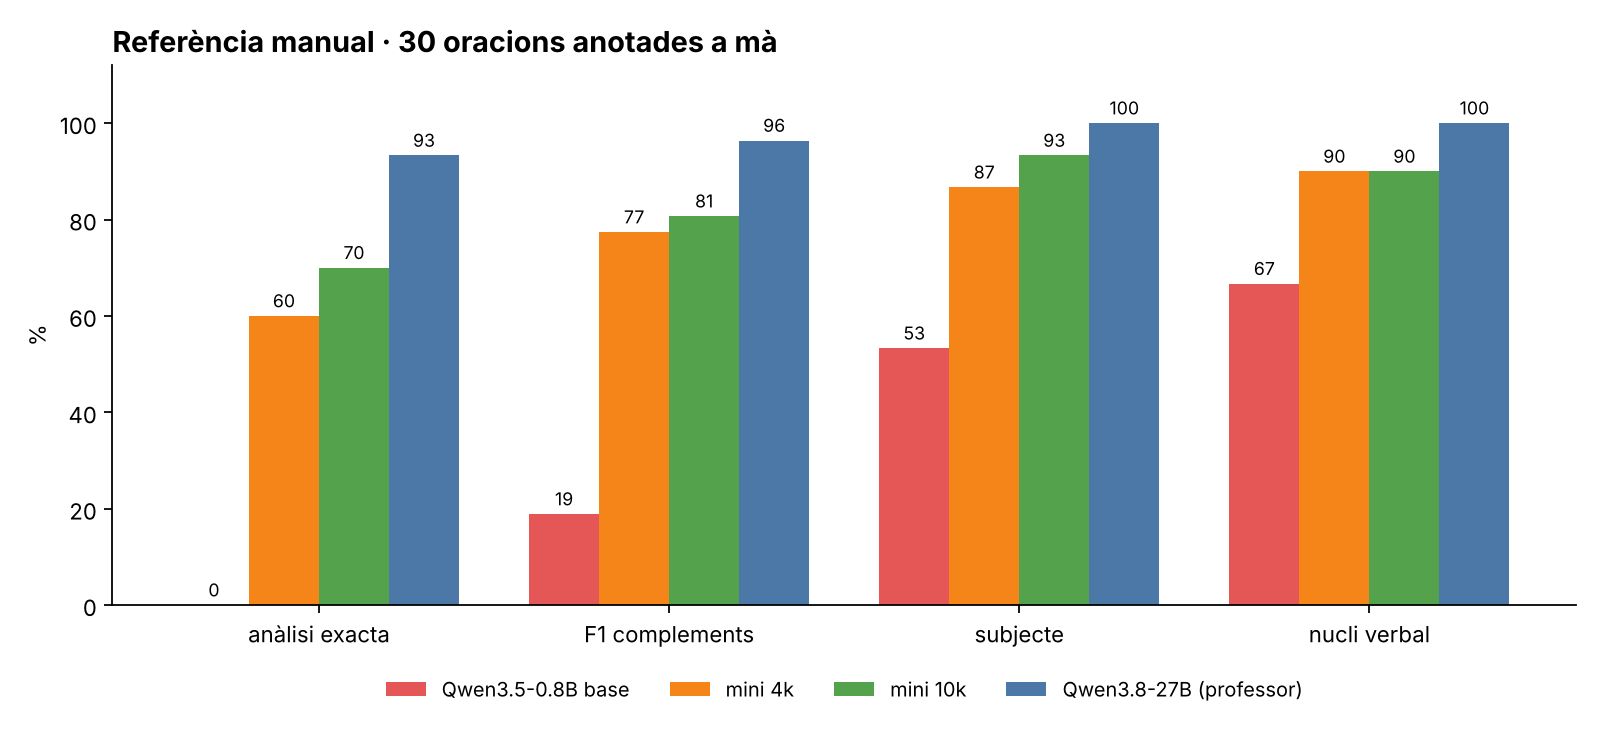 Referència manual · 30 oracions anotades a mà
%
100
80
60
40
20
0
0
60
70
93
19
77
81
96
53
87
93
100
67
90
90
100
anàlisi exacta
F1 complements
subjecte
nucli verbal
Qwen3.5-0.8B base
mini 4k
mini 10k
Qwen3.8-27B (professor)